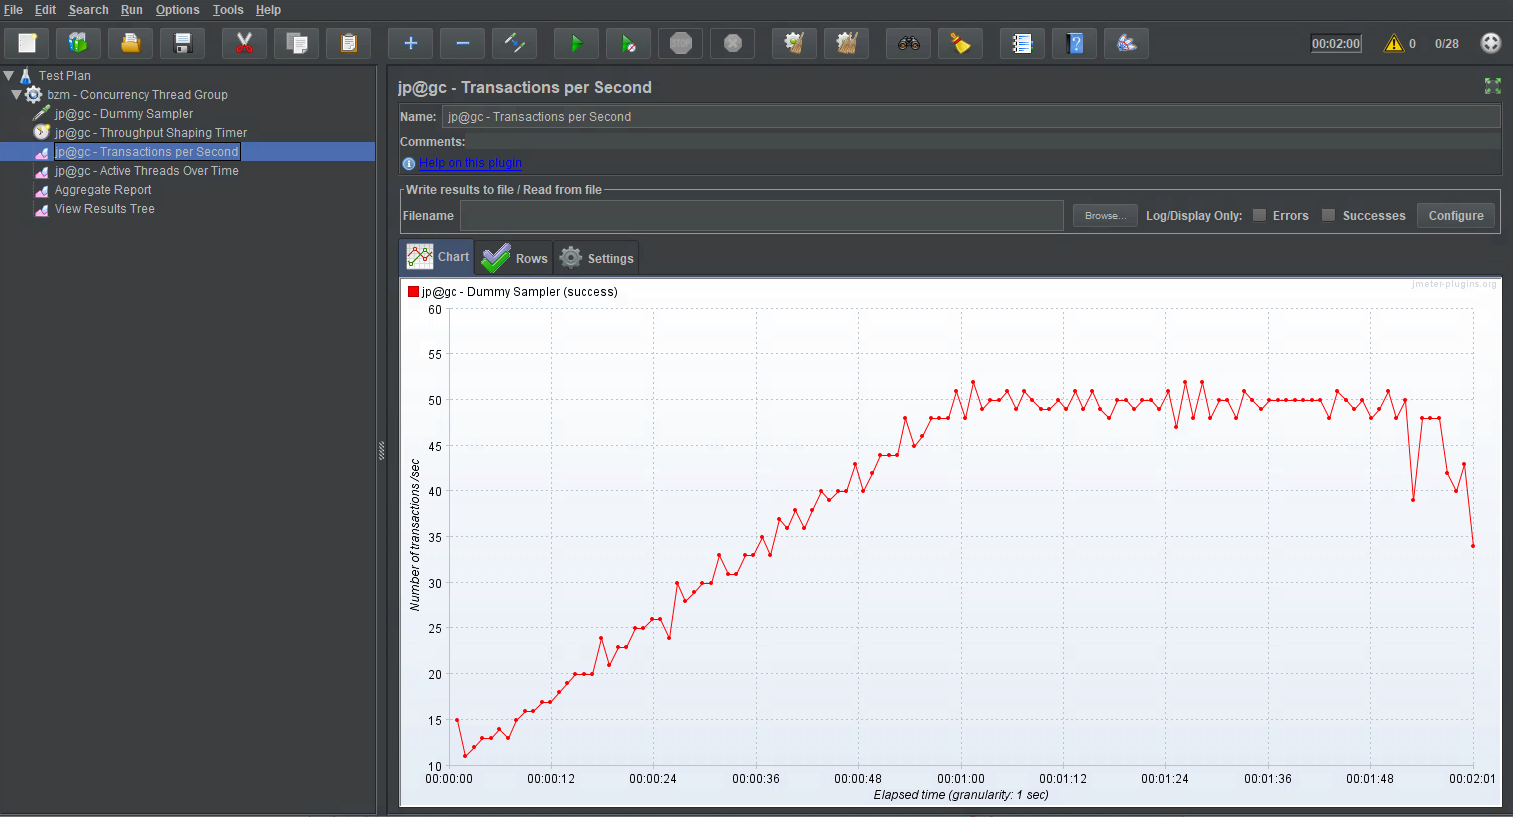 File Edit Search Run Options Tools Help
STOP
00:02:00 0 0/28
Test Plan
bzm - Concurrency Thread Group
jp@gc - Dummy Sampler
jp@gc - Throughput Shaping Timer
jp@gc - Transactions per Second
jp@gc - Active Threads Over Time
Aggregate Report
View Results Tree
jp@gc - Transactions per Second
Name: jp@gc - Transactions per Second
Comments:
Help on this plugin
Write results to file / Read from file
Filename Browse... Log/Display Only: Errors Successes Configure
Chart Rows Settings
jp@gc - Dummy Sampler (success)
jmeter-plugins.org
60
55
50
45
40
35
30
25
20
15
10
Number of transactions /sec
00:00:00 00:00:12 00:00:24 00:00:36 00:00:48 00:01:00 00:01:12 00:01:24 00:01:36 00:01:48 00:02:01
Elapsed time (granularity: 1 sec)